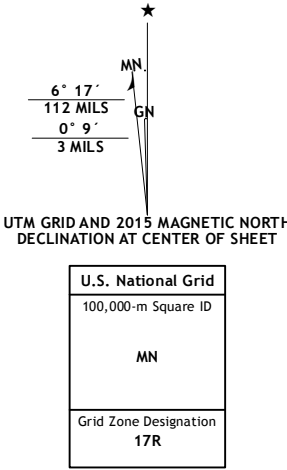 ★
MN
6° 17´
112 MILS
GN
0° 9´
3 MILS
UTM GRID AND 2015 MAGNETIC NORTH
DECLINATION AT CENTER OF SHEET
U.S. National Grid
100,000-m Square ID
MN
Grid Zone Designation
17R